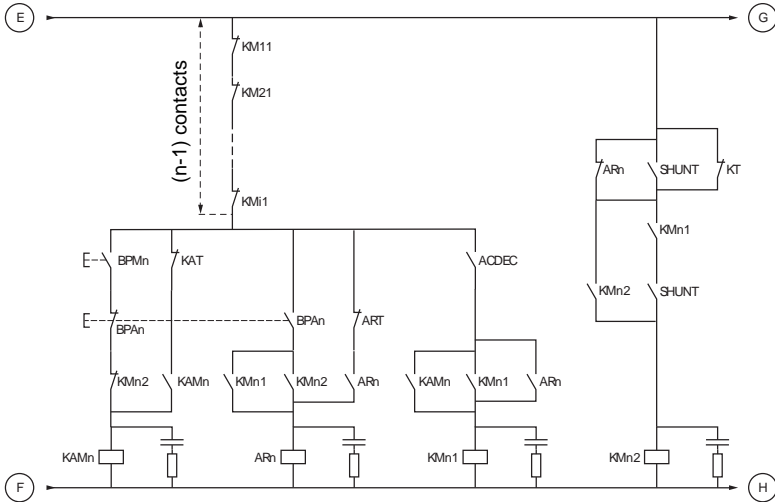 E
G
KM11
KM21
(n-1) contacts
KMi1
ARn
SHUNT
KT
KMn1
BPMn
KAT
ACDEC
KMn2
SHUNT
BPAn
BPAn
ART
KMn2
KAMn
KMn1
KMn2
ARn
KAMn
KMn1
ARn
KAMn
ARn
KMn1
KMn2
F
H